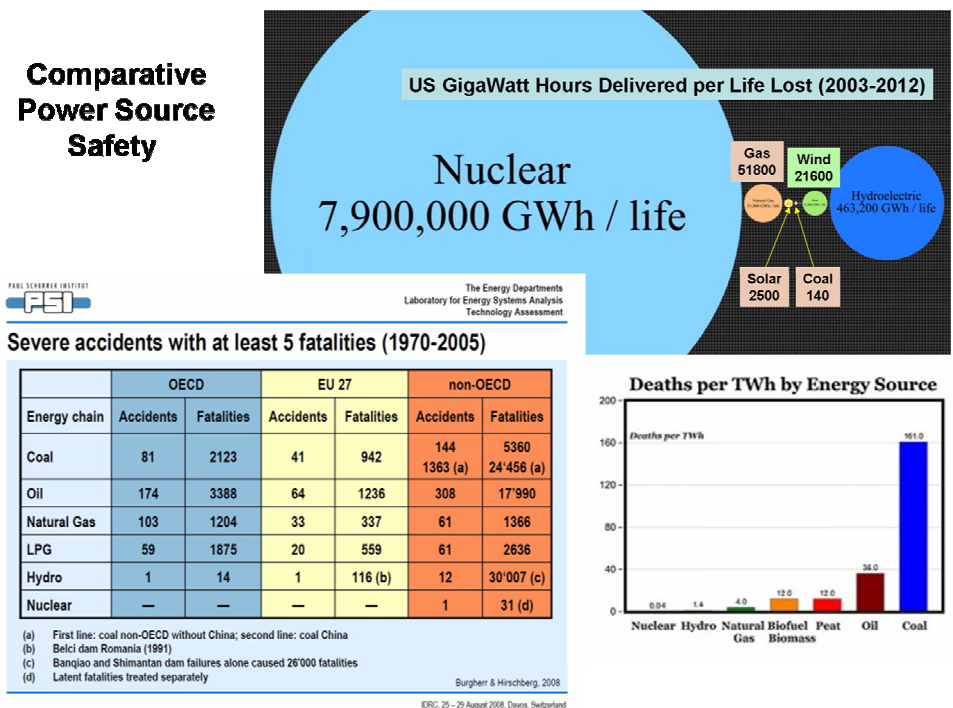 Comparative
Power Source
Safety
US GigaWatt Hours Delivered per Life Lost (2003-2012)
Nuclear
7,900,000 GWh / life
Gas
51800
Wind
21600
Hydroelectric
463,200 GWh / life
Natural Gas
Solar
2500
Coal
140
PAUL SCHERRER INSTITUT
PSI
The Energy Departments
Laboratory for Energy Systems Analysis
Technology Assessment
Severe accidents with at least 5 fatalities (1970-2005)
OECD EU 27 non-OECD
Energy chain Accidents Fatalities Accidents Fatalities Accidents Fatalities
Coal 81 2123 41 942 144 5360
1363 (a) 24'456 (a)
Oil 174 3388 64 1236 308 17'990
Natural Gas 103 1204 33 337 61 1366
LPG 59 1875 20 559 61 2636
Hydro 1 14 1 116 (b) 12 30'007 (c)
Nuclear — — — — 1 31 (d)
(a) First line: coal non-OECD without China; second line: coal China
(b) Belci dam Romania (1991)
(c) Banqiao and Shimantan dam failures alone caused 26'000 fatalities
(d) Latent fatalities treated separately
Burgherr & Hirschberg, 2008
IDRC, 25 – 29 August 2008, Davos, Switzerland
Deaths per TWh by Energy Source
Deaths per TWh
200
160
120
80
40
0
0.04 1.4 4.0 12.0 12.0 36.0 161.0
Nuclear Hydro Natural Gas Biofuel Biomass Peat Oil Coal